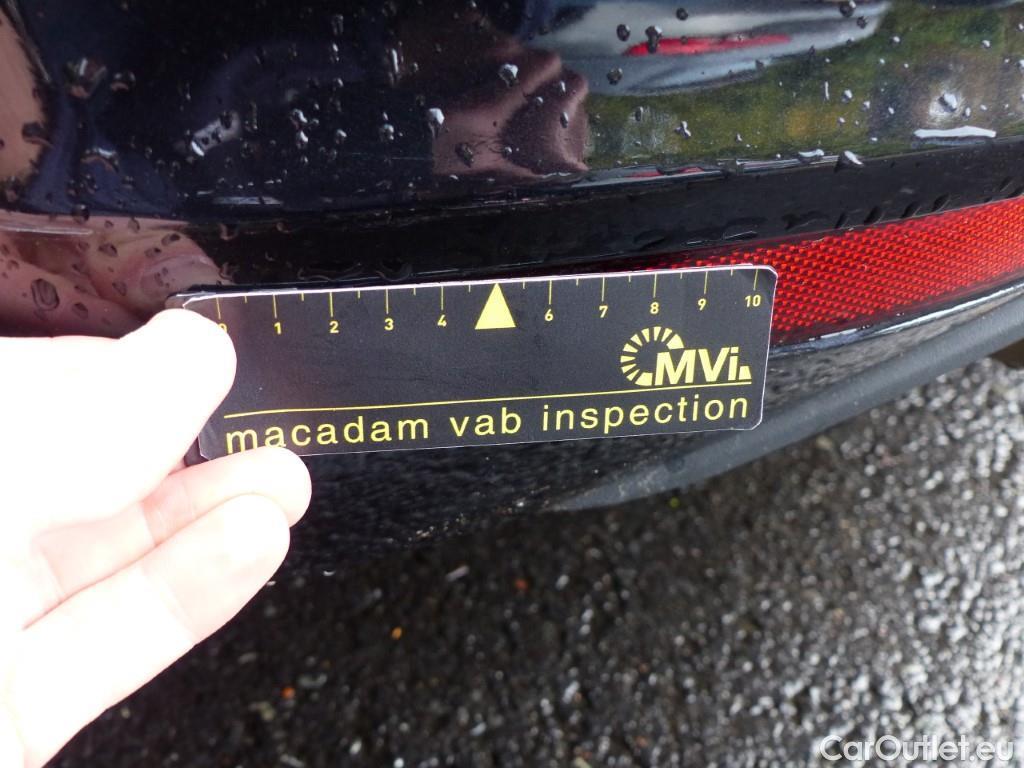 0 1 2 3 4 6 7 8 9 10
MVi.
macadam vab inspection
CarOutlet.eu